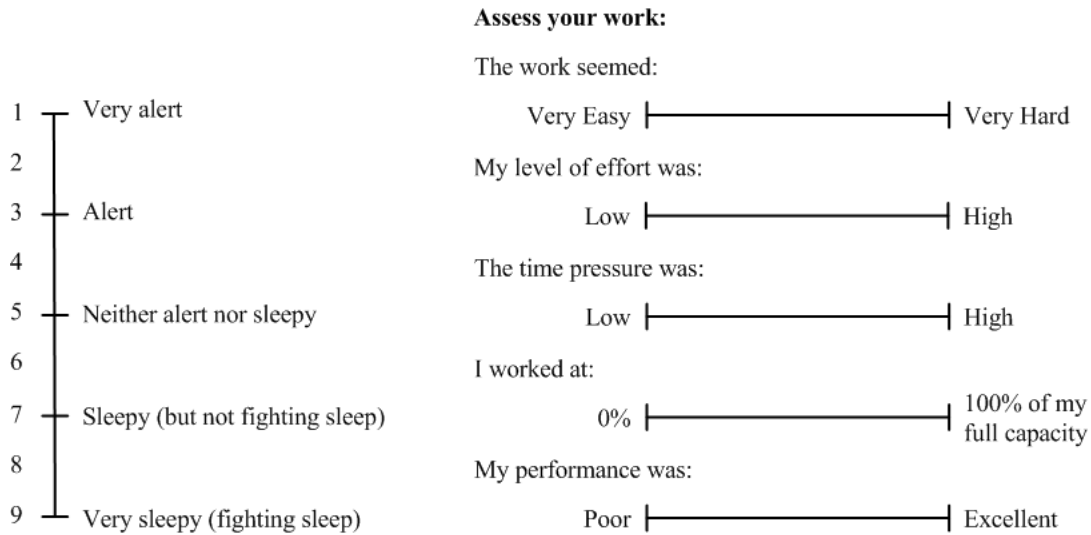 1 Very alert
2
3 Alert
4
5 Neither alert nor sleepy
6
7 Sleepy (but not fighting sleep)
8
9 Very sleepy (fighting sleep)
Assess your work:
The work seemed:
Very Easy Very Hard
My level of effort was:
Low High
The time pressure was:
Low High
I worked at:
0% 100% of my
full capacity
My performance was:
Poor Excellent